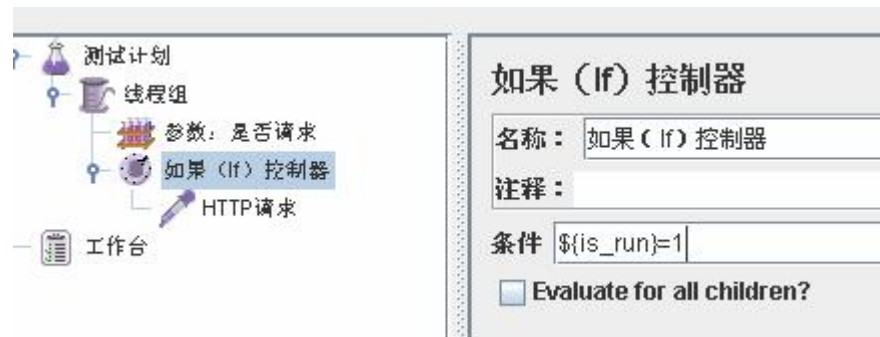 测试计划
线程组
参数：是否请求
如果（If）控制器
HTTP请求
工作台
如果（If）控制器
名称： 如果（ If）控制器
注释：
条件 ${is_run}=1
Evaluate for all children?